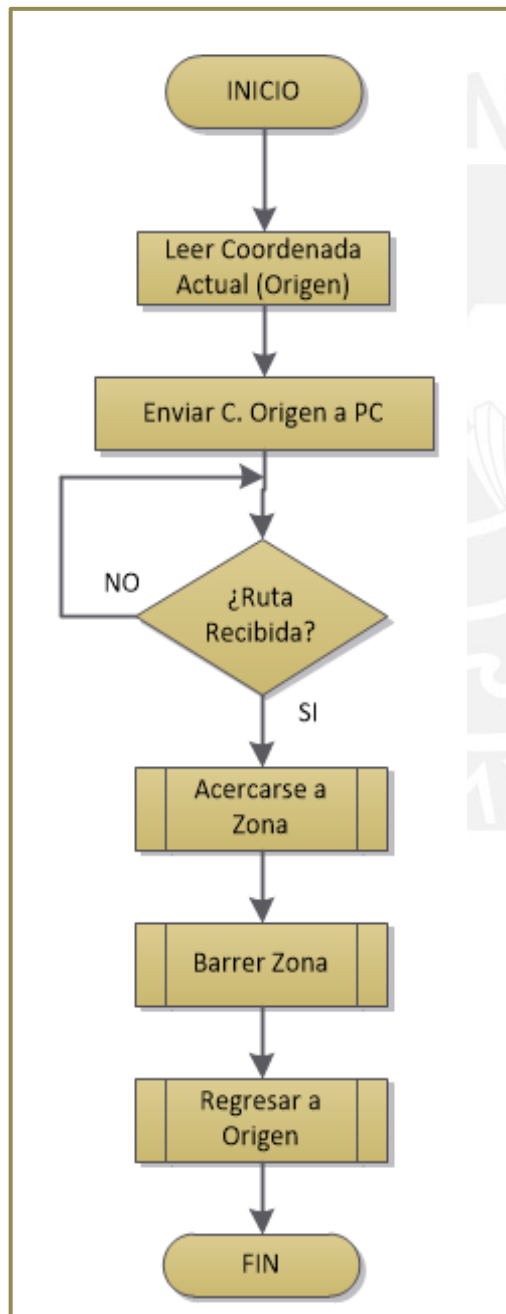 INICIO
Leer Coordenada
Actual (Origen)
Enviar C. Origen a PC
NO
¿Ruta
Recibida?
SI
Acercarse a
Zona
Barrer Zona
Regresar a
Origen
FIN